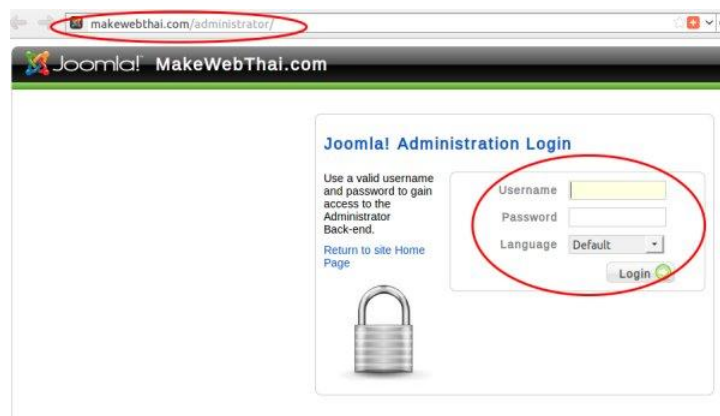 makewebthai.com/administrator/
Joomla! MakeWebThai.com
Joomla! Administration Login
Use a valid username
and password to gain
access to the
Administrator
Back-end.
Return to site Home
Page
Username
Password
Language Default
Login